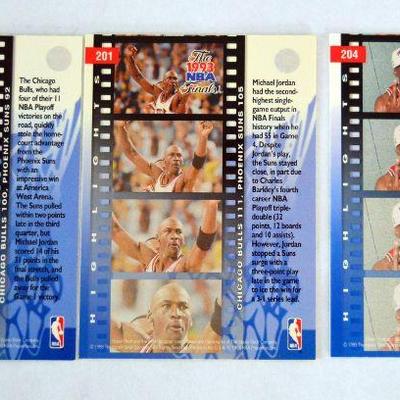 CHICAGO BULLS 100, PHOENIX SUNS 92
The Chicago
Bulls, who had
four of their 11
NBA Playoff
victories on the
road, quickly
stole the home-
court advantage
from the
Phoenix Suns
with an
impressive win
at America
West Arena.
The Suns pulled
within two points
late in the third
quarter, but
Michael Jordan
scored 14 of his
31 points in the
final stretch, and
the Bulls pulled
away for the
Game 1 victory.
NBA
201
HIGHLIGHTS
The
1993
NBA
Finals
CHICAGO BULLS 111, PHOENIX SUNS 105
Michael Jordan
had the second-
highest single-
game output in
NBA Finals
history when he
had 55 in Game
4. Despite
Jordan's play,
the Suns stayed
close, in part due
to Charles
Barkley's fourth
career NBA
Playoff triple-
double (32
points, 12 boards
and 10 assists).
However, Jordan
stopped a Suns
surge with a
three-point play
late in the game
to ice the win for
a 3-1 series lead.
NBA
204
HIGHLIGHTS